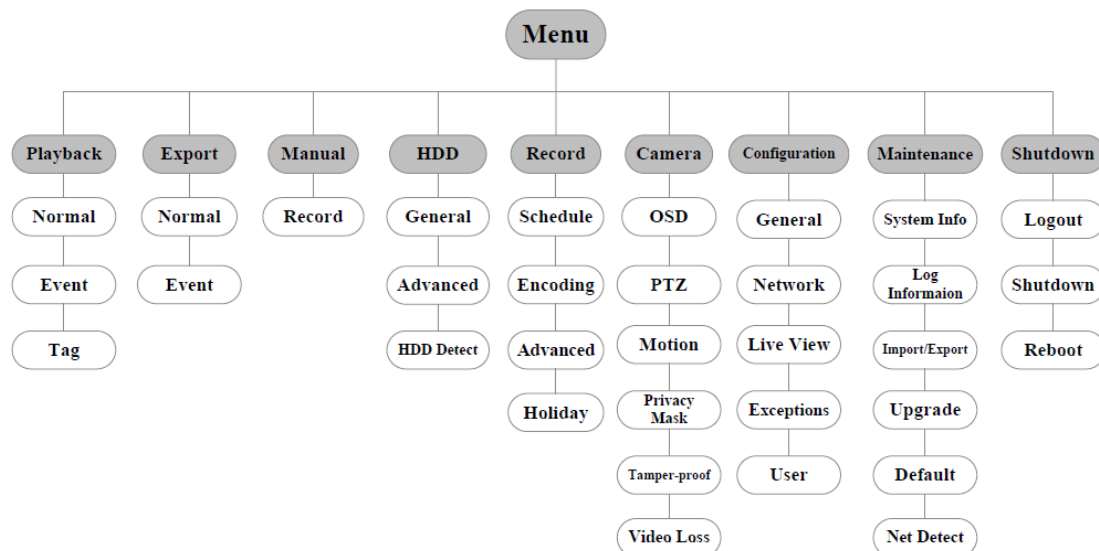 Menu
Playback
Export
Manual
HDD
Record
Camera
Configuration
Maintenance
Shutdown
Normal
Normal
Record
General
Schedule
OSD
General
System Info
Logout
Event
Event
Advanced
Encoding
PTZ
Network
Log
Informaion
Shutdown
Tag
HDD Detect
Advanced
Motion
Live View
Import/Export
Reboot
Holiday
Privacy
Mask
Exceptions
Upgrade
Tamper-proof
User
Default
Video Loss
Net Detect